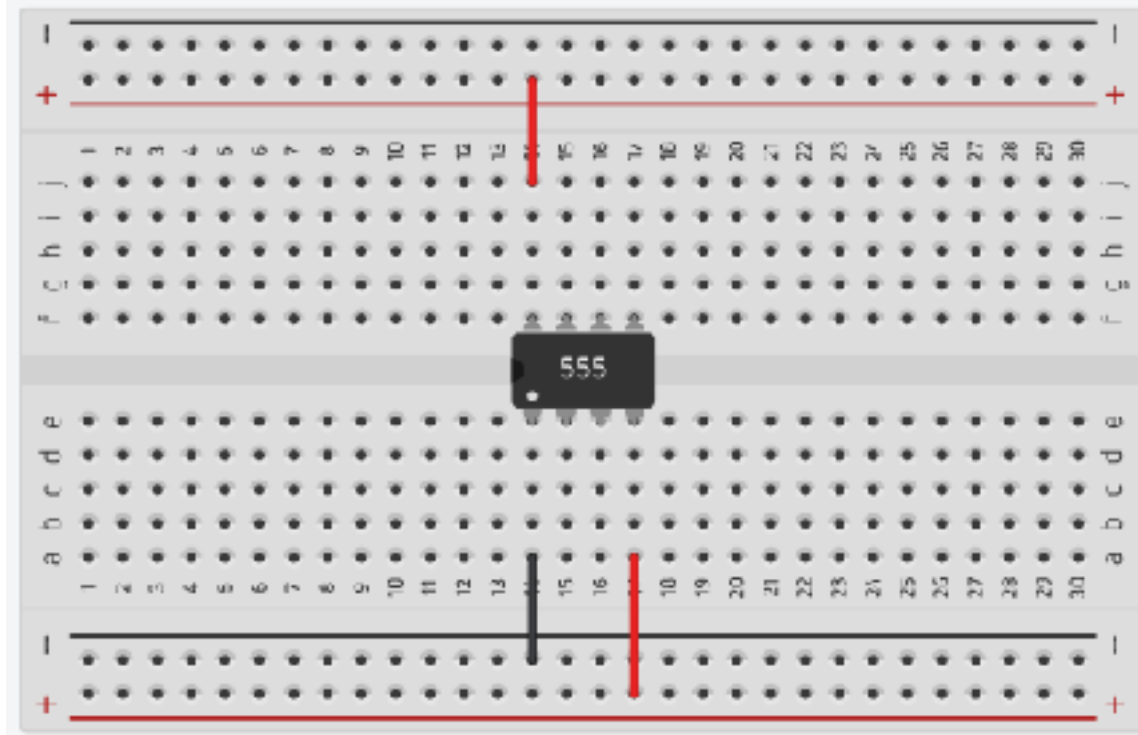 − −
+ +
1 2 3 4 5 6 7 8 9 10 11 12 13 14 15 16 17 18 19 20 21 22 23 24 25 26 27 28 29 30
j j
i i
h h
g g
f f
555
e e
d d
c c
b b
a a
1 2 3 4 5 6 7 8 9 10 11 12 13 14 15 16 17 18 19 20 21 22 23 24 25 26 27 28 29 30
− −
+ +